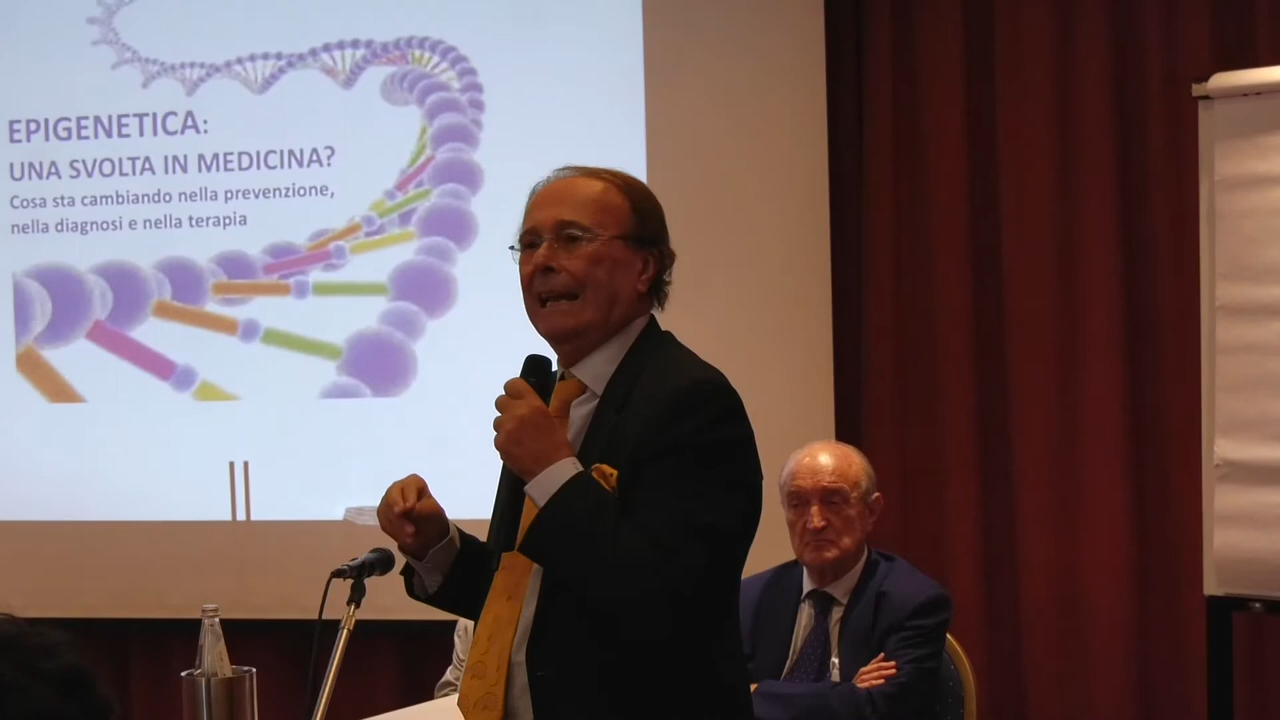 EPIGENETICA:
UNA SVOLTA IN MEDICINA?
Cosa sta cambiando nella prevenzione,
nella diagnosi e nella terapia